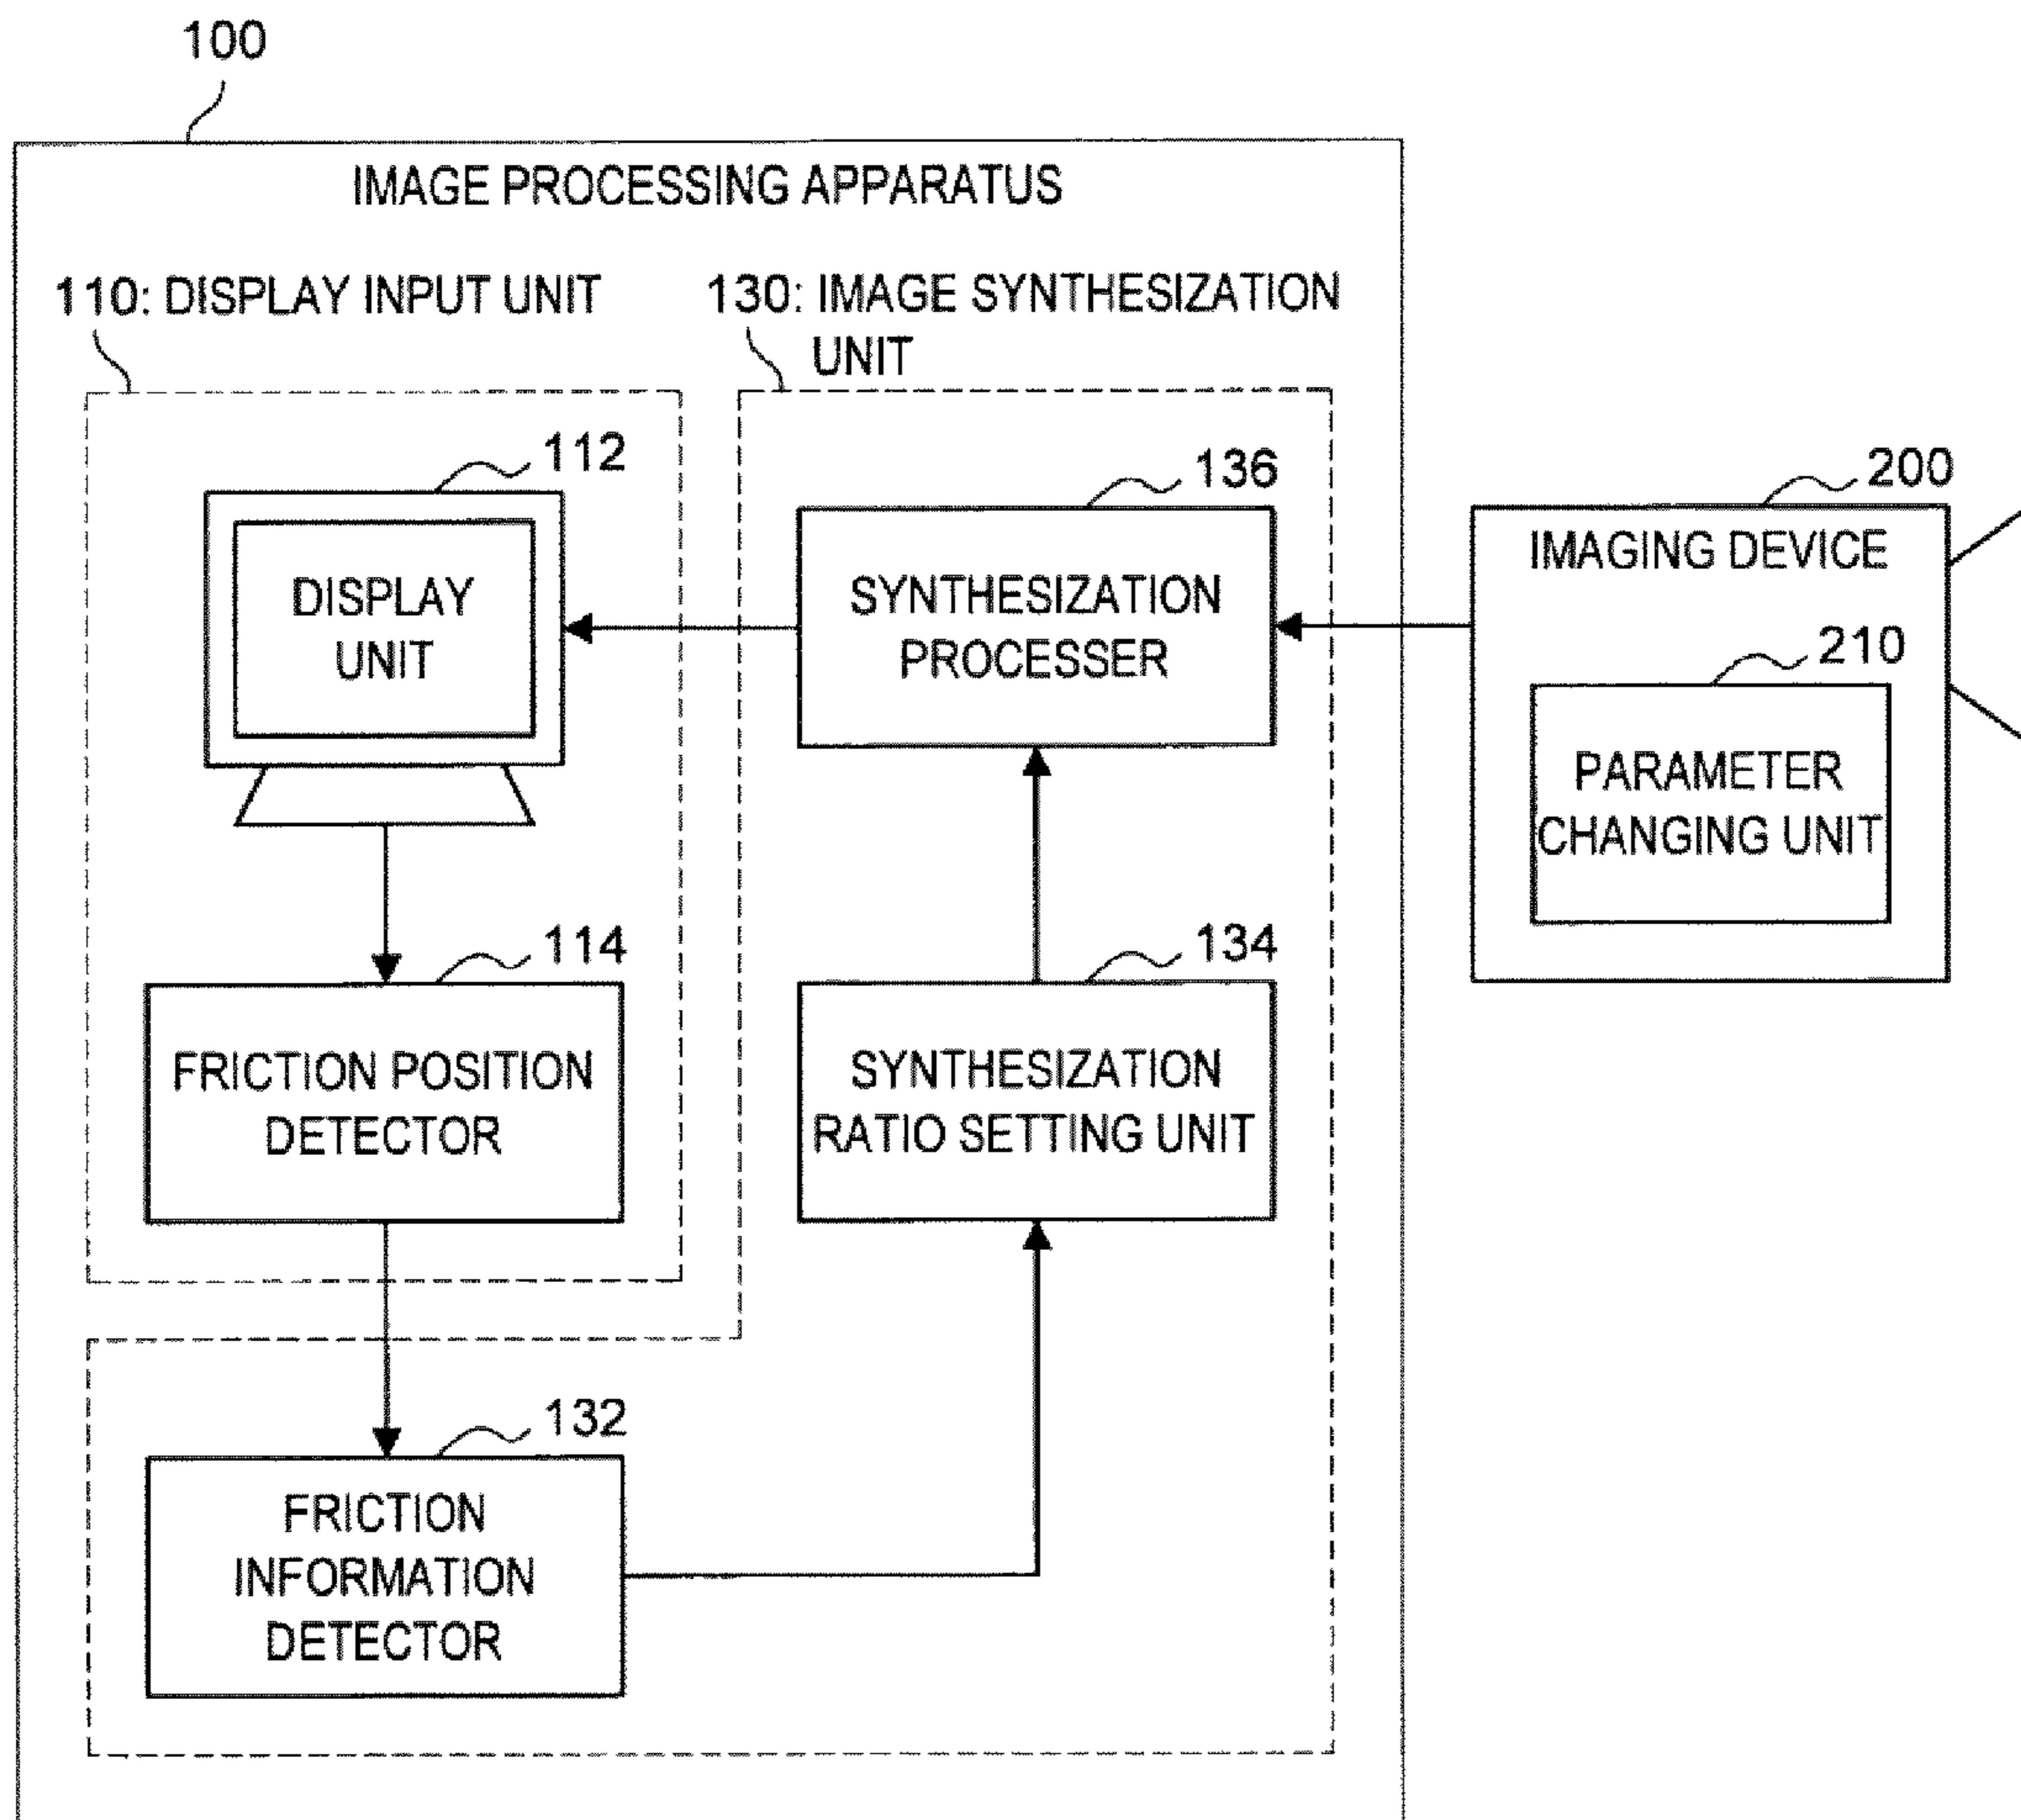 100
IMAGE PROCESSING APPARATUS
110: DISPLAY INPUT UNIT
130: IMAGE SYNTHESIZATION
UNIT
112
DISPLAY
UNIT
136
SYNTHESIZATION
PROCESSER
200
IMAGING DEVICE
210
PARAMETER
CHANGING UNIT
114
FRICTION POSITION
DETECTOR
134
SYNTHESIZATION
RATIO SETTING UNIT
132
FRICTION
INFORMATION
DETECTOR